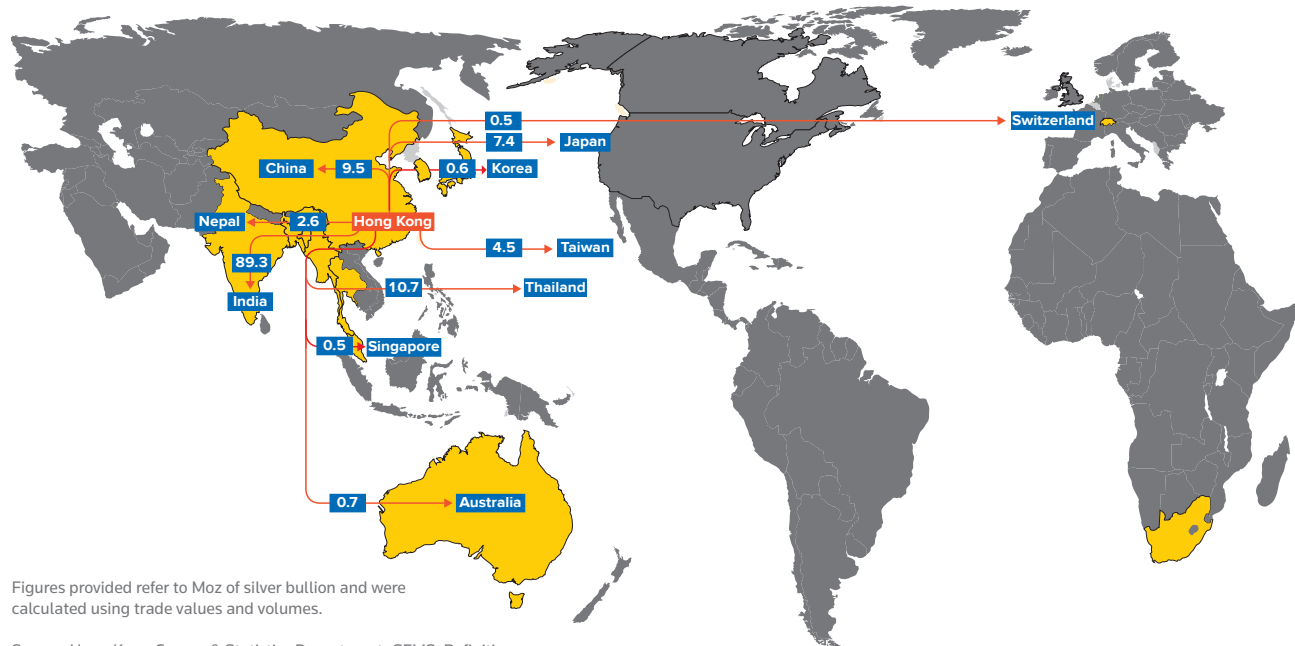 0.5
Switzerland
7.4
Japan
China
9.5
0.6
Korea
Nepal
2.6
Hong Kong
4.5
Taiwan
89.3
India
10.7
Thailand
0.5
Singapore
0.7
Australia
Figures provided refer to Moz of silver bullion and were
calculated using trade values and volumes.